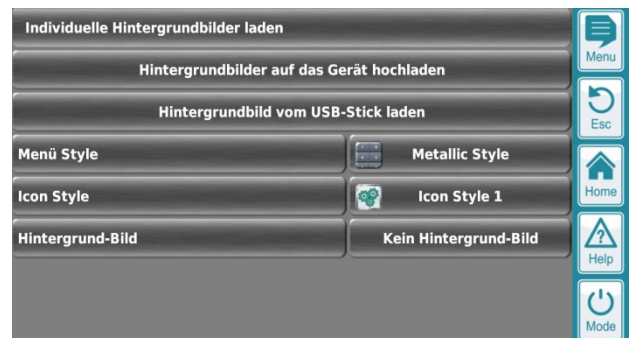 Individuelle Hintergrundbilder laden
Hintergrundbilder auf das Gerät hochladen
Hintergrundbild vom USB-Stick laden
Menü Style
Metallic Style
Icon Style
Icon Style 1
Hintergrund-Bild
Kein Hintergrund-Bild
Menu
Esc
Home
Help
Mode